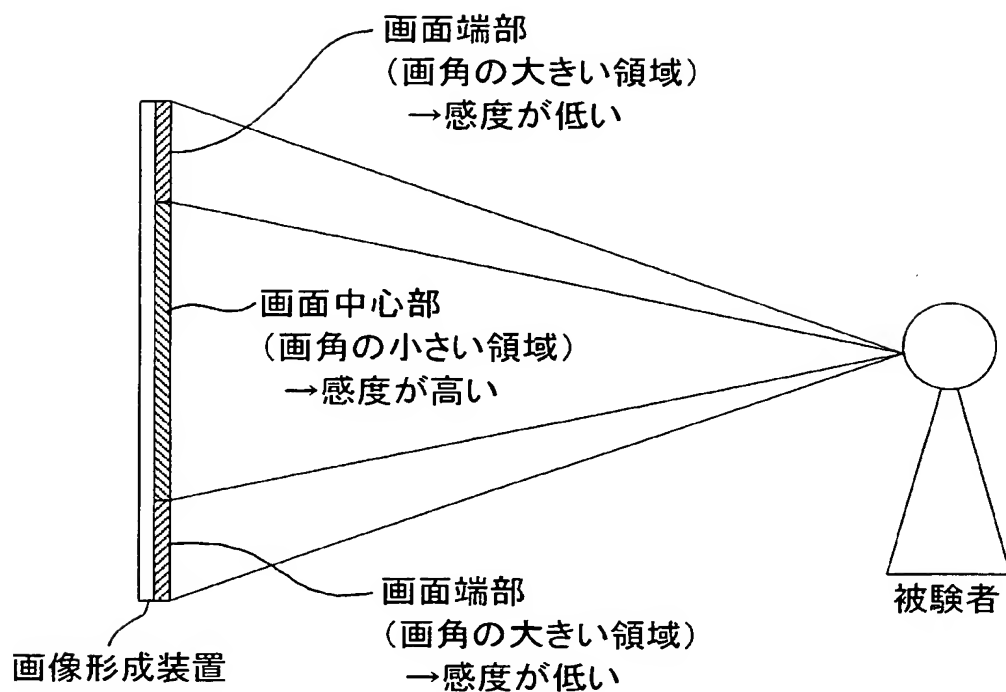 画面端部
(画角の大きい領域)
→感度が低い
画面中心部
(画角の小さい領域)
→感度が高い
画面端部
(画角の大きい領域)
→感度が低い
被験者
画像形成装置